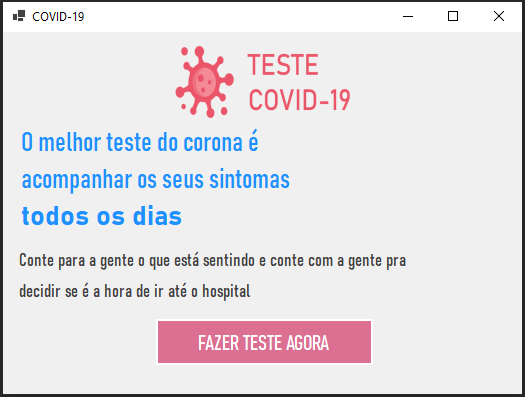 COVID-19
TESTE
COVID-19
O melhor teste do corona é
acompanhar os seus sintomas
todos os dias
Conte para a gente o que está sentindo e conte com a gente pra
decidir se é a hora de ir até o hospital
FAZER TESTE AGORA